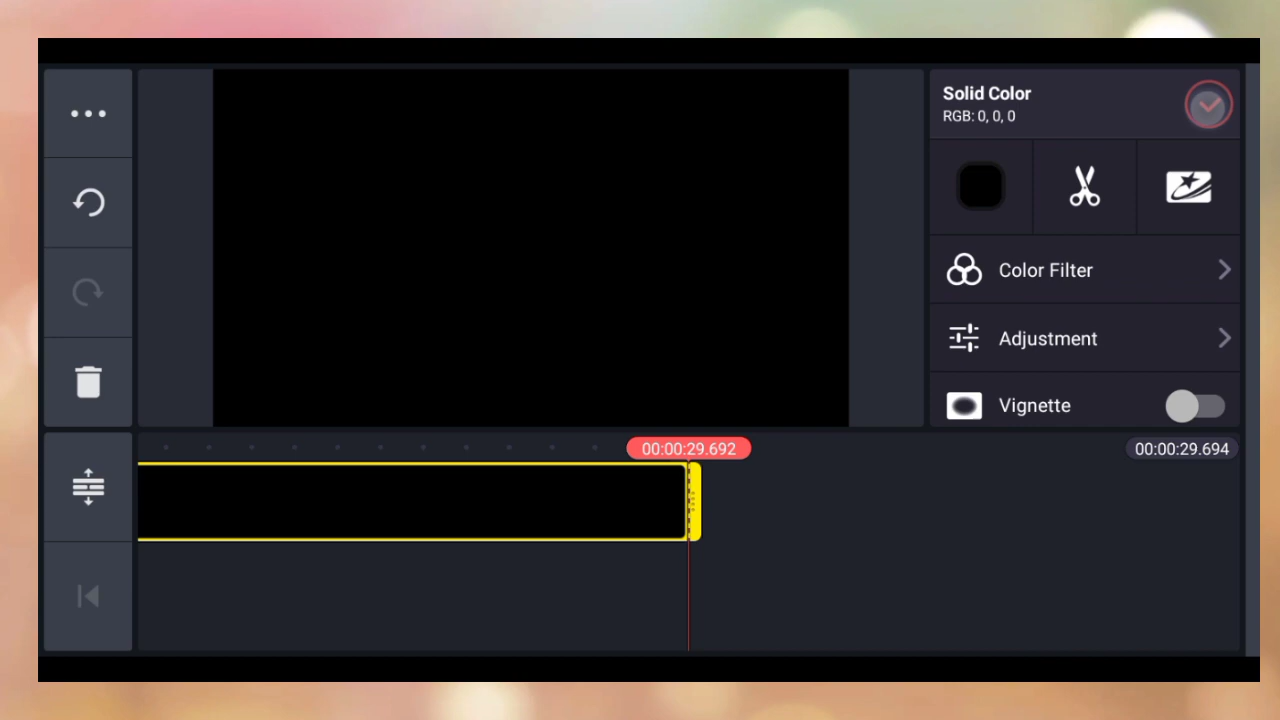 Solid Color
RGB: 0, 0, 0
Color Filter
Adjustment
Vignette
00:00:29.692
00:00:29.694